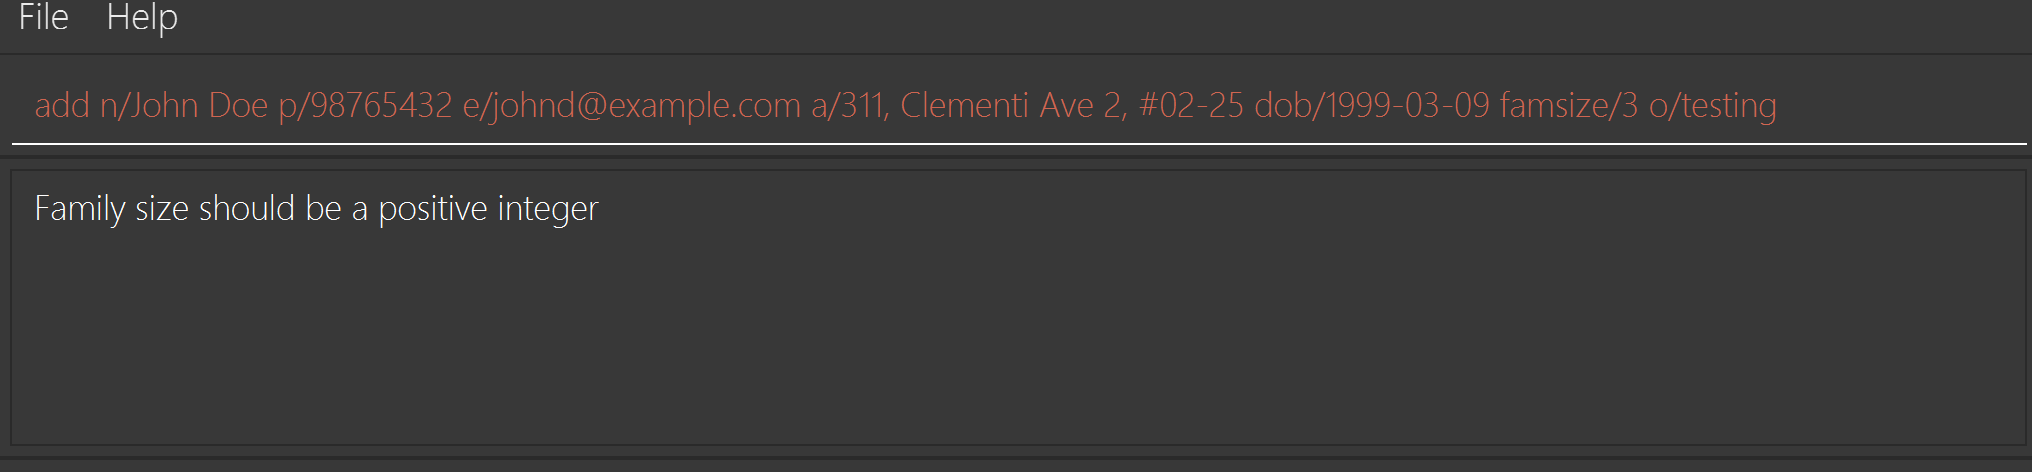 File Help
add n/John Doe p/98765432 e/johnd@example.com a/311, Clementi Ave 2, #02-25 dob/1999-03-09 famsize/3 o/testing
Family size should be a positive integer